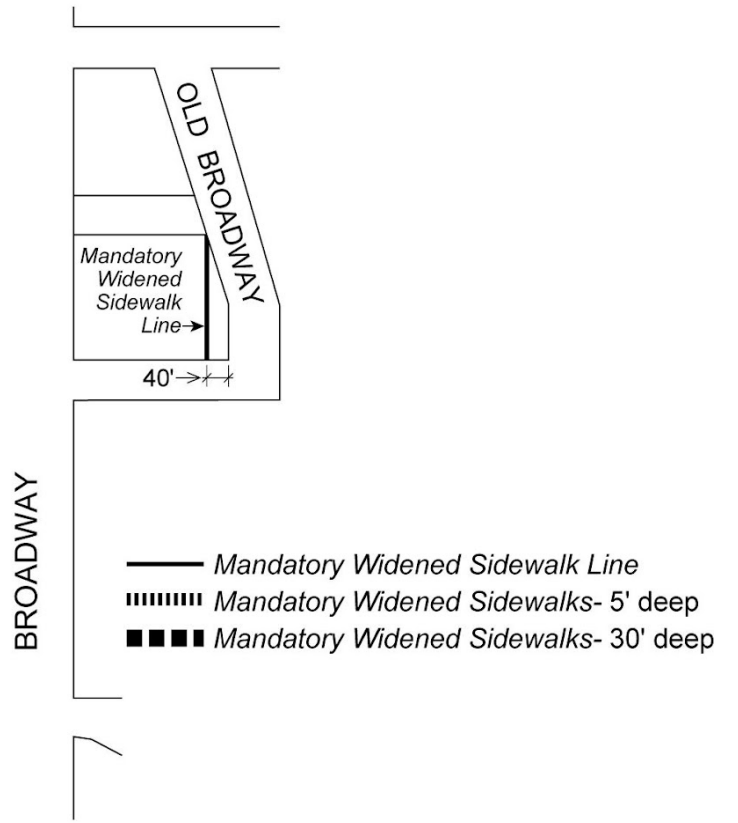 OLD BROADWAY
Mandatory
Widened
Sidewalk
Line
40'
BROADWAY
Mandatory Widened Sidewalk Line
Mandatory Widened Sidewalks- 5' deep
Mandatory Widened Sidewalks- 30' deep